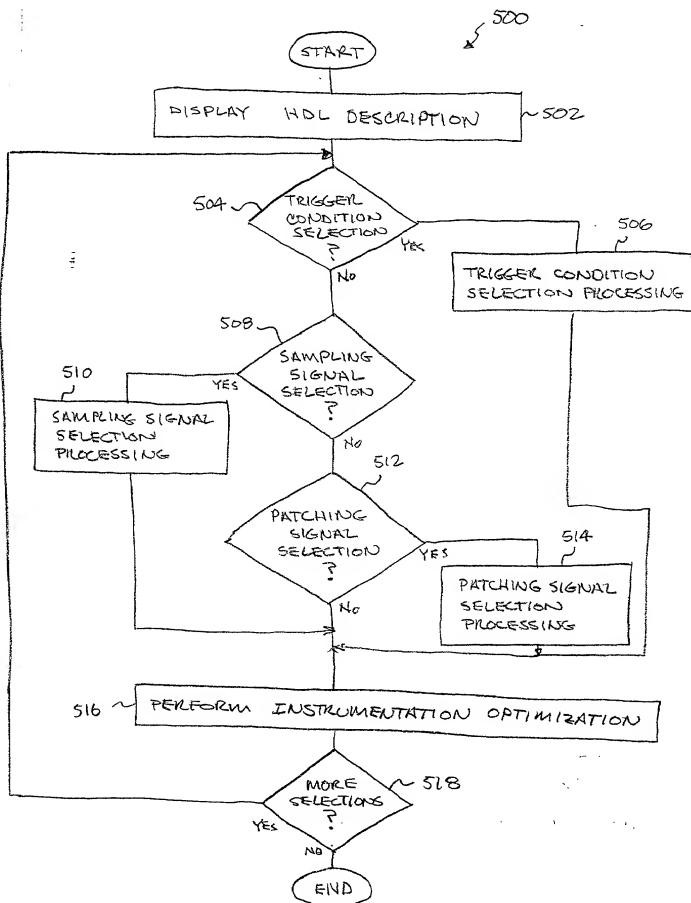 500
START
DISPLAY HDL DESCRIPTION
502
504
TRIGGER
CONDITION
SELECTION
?
YES
NO
506
TRIGGER CONDITION
SELECTION PROCESSING
508
SAMPLING
SIGNAL
SELECTION
?
YES
NO
510
SAMPLING SIGNAL
SELECTION
PROCESSING
512
PATCHING
SIGNAL
SELECTION
?
YES
NO
514
PATCHING SIGNAL
SELECTION
PROCESSING
516
PERFORM INSTRUMENTATION OPTIMIZATION
MORE
SELECTIONS
?
518
YES
NO
END